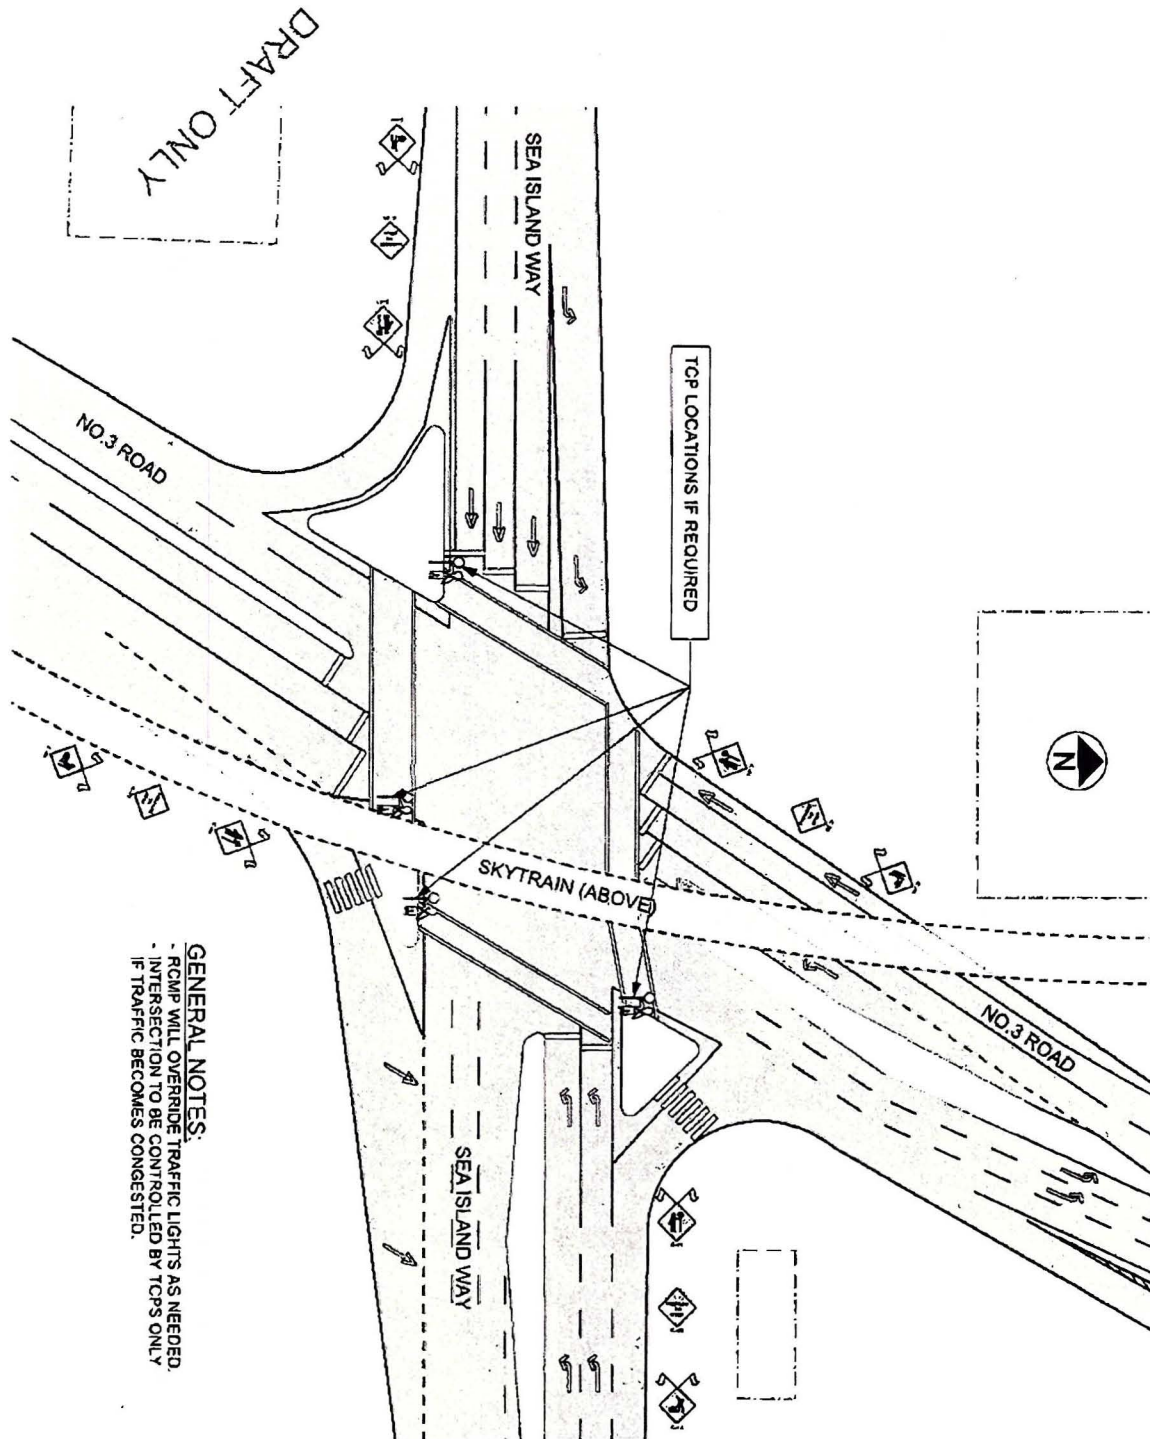 DRAFT ONLY
SEA ISLAND WAY
NO.3 ROAD
TCP LOCATIONS IF REQUIRED
N
SKYTRAIN (ABOVE)
NO.3 ROAD
SEA ISLAND WAY
GENERAL NOTES:
- RCMP WILL OVERRIDE TRAFFIC LIGHTS AS NEEDED.
- INTERSECTION TO BE CONTROLLED BY TCPS ONLY
IF TRAFFIC BECOMES CONGESTED.